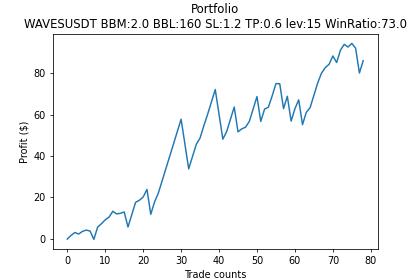 Portfolio
WAVESUSDT BBM:2.0 BBL:160 SL:1.2 TP:0.6 lev:15 WinRatio:73.0
Profit ($)
80
60
40
20
0
0 10 20 30 40 50 60 70 80
Trade counts